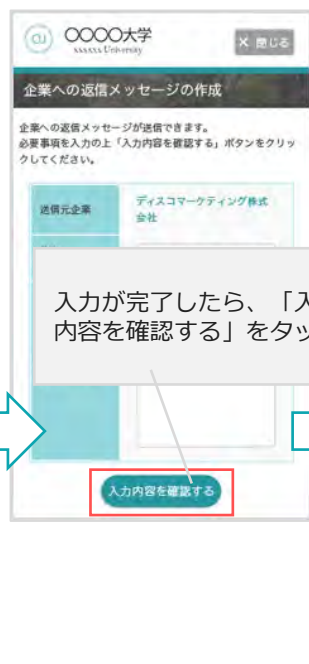 CU
〇〇〇〇大学
xxxxxx University
× 閉じる
企業への返信メッセージの作成
企業への返信メッセージが送信できます。
必要事項を入力の上「入力内容を確認する」ボタンをクリッ
クしてください。
送信元企業
ディスコマーケティング株式
会社
入力が完了したら、「入
内容を確認する」をタッ
入力内容を確認する